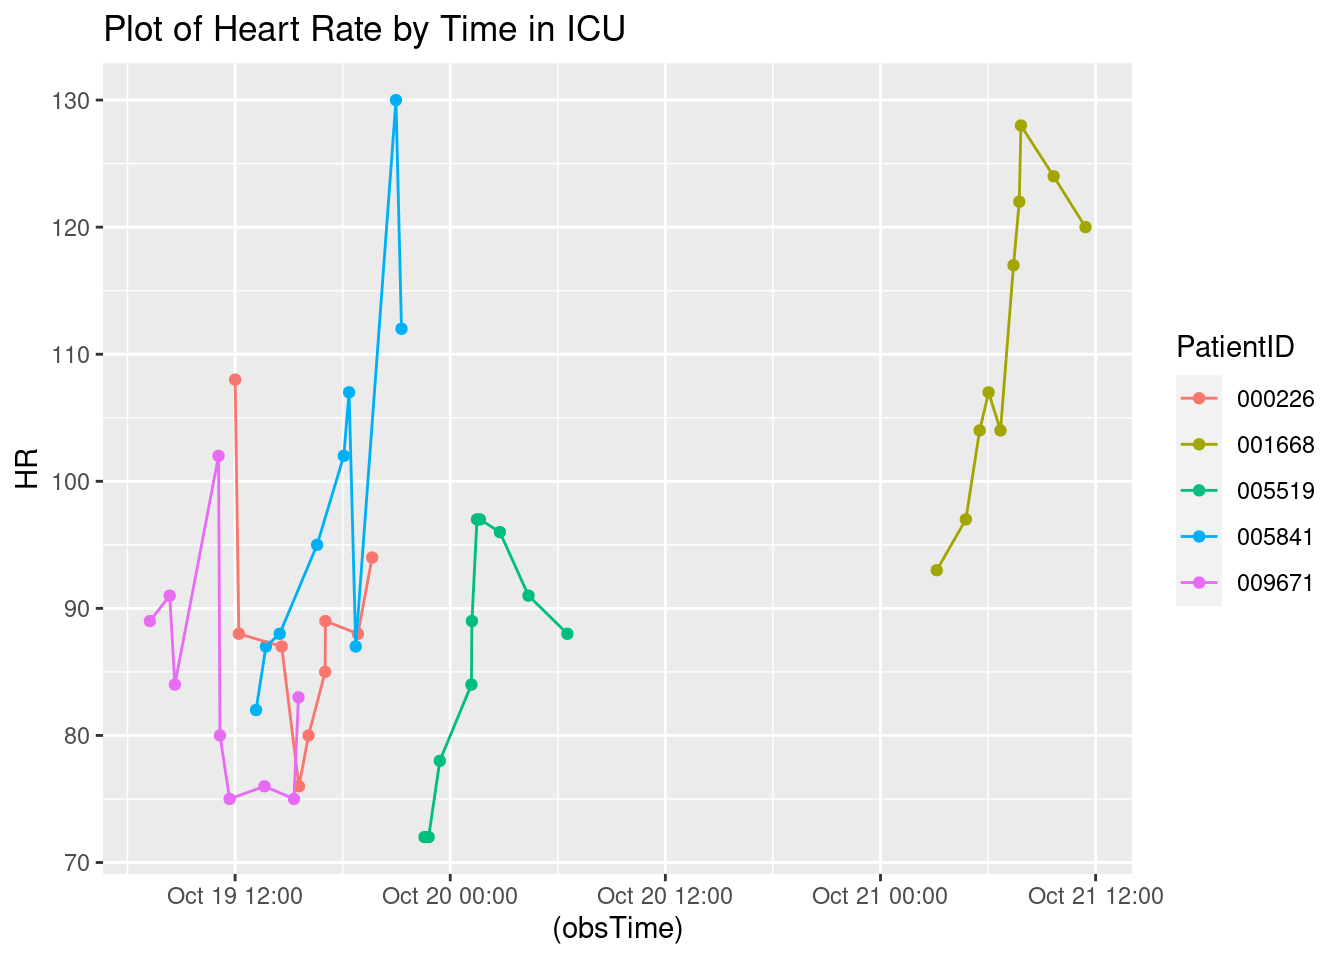 Plot of Heart Rate by Time in ICU
130
120
110
100
90
80
70
HR
Oct 19 12:00
Oct 20 00:00
Oct 20 12:00
Oct 21 00:00
Oct 21 12:00
(obsTime)
PatientID
000226
001668
005519
005841
009671